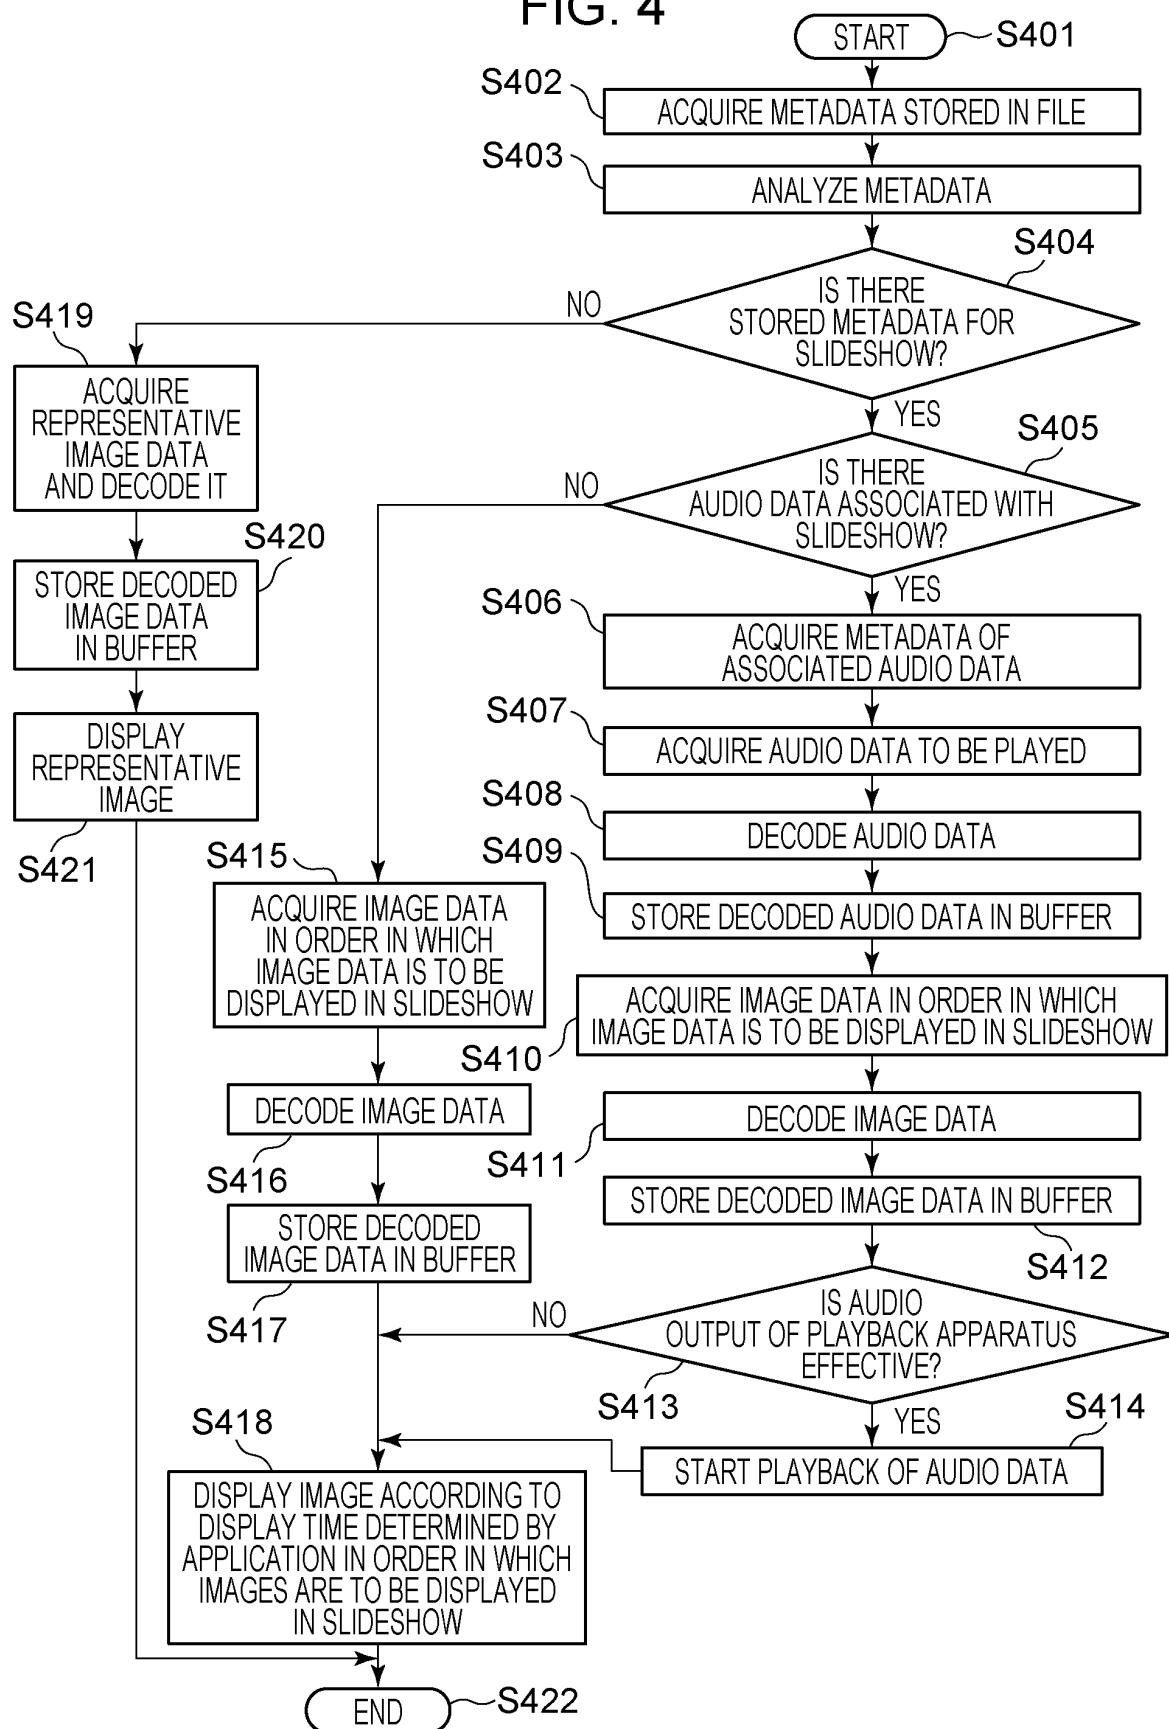 FIG. 4
START
S401
S402
ACQUIRE METADATA STORED IN FILE
S403
ANALYZE METADATA
S404
IS THERE
STORED METADATA FOR
SLIDESHOW?
NO
YES
S419
ACQUIRE
REPRESENTATIVE
IMAGE DATA
AND DECODE IT
S405
IS THERE
AUDIO DATA ASSOCIATED WITH
SLIDESHOW?
NO
YES
S420
STORE DECODED
IMAGE DATA
IN BUFFER
S406
ACQUIRE METADATA OF
ASSOCIATED AUDIO DATA
S407
ACQUIRE AUDIO DATA TO BE PLAYED
DISPLAY
REPRESENTATIVE
IMAGE
S421
S408
DECODE AUDIO DATA
S409
STORE DECODED AUDIO DATA IN BUFFER
S415
ACQUIRE IMAGE DATA
IN ORDER IN WHICH
IMAGE DATA IS TO BE
DISPLAYED IN SLIDESHOW
ACQUIRE IMAGE DATA IN ORDER IN WHICH
IMAGE DATA IS TO BE DISPLAYED IN SLIDESHOW
S410
DECODE IMAGE DATA
S416
DECODE IMAGE DATA
S411
STORE DECODED
IMAGE DATA IN BUFFER
S417
STORE DECODED IMAGE DATA IN BUFFER
S412
IS AUDIO
OUTPUT OF PLAYBACK APPARATUS
EFFECTIVE?
NO
S413
YES
S414
START PLAYBACK OF AUDIO DATA
S418
DISPLAY IMAGE ACCORDING TO
DISPLAY TIME DETERMINED BY
APPLICATION IN ORDER IN WHICH
IMAGES ARE TO BE DISPLAYED
IN SLIDESHOW
END
S422